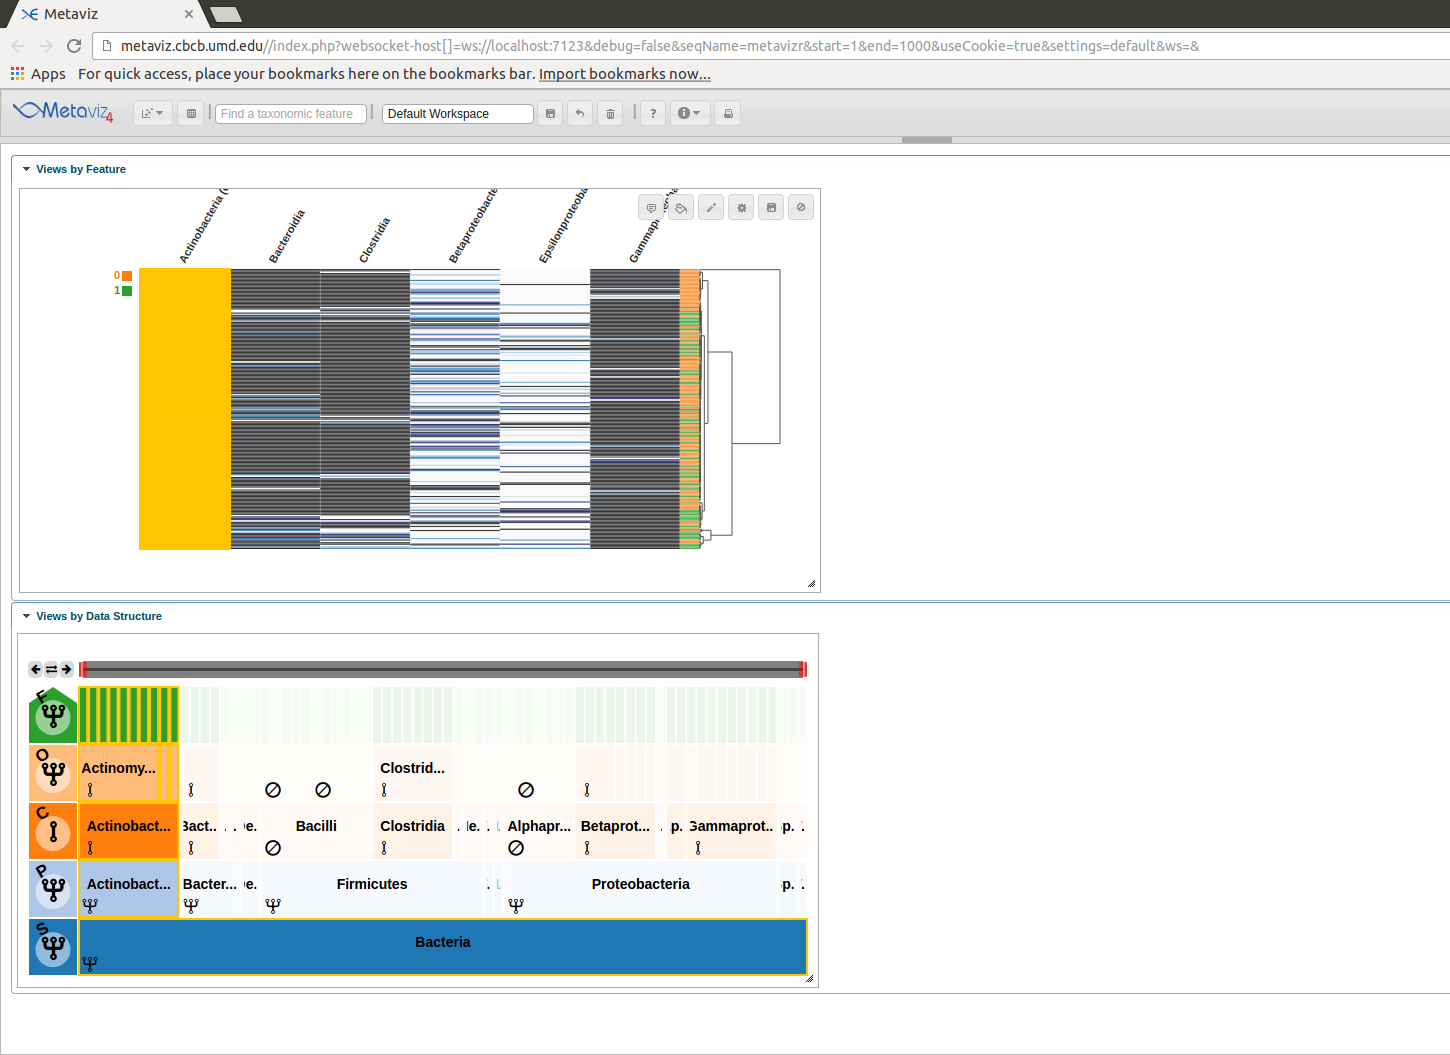 Metaviz
metaviz.cbcb.umd.edu//index.php?websocket-host[]=ws://localhost:7123&debug=false&seqName=metavizr&start=1&end=1000&useCookie=true&settings=default&ws=&
Apps For quick access, place your bookmarks here on the bookmarks bar. Import bookmarks now...
Metaviz4 Find a taxonomic feature Default Workspace ?
Views by Feature
Actinobacteria ( Bacteroidia Clostridia Betaproteobacte Epsilonproteoba
0
1
Views by Data Structure
F
O Actinomy... Clostrid...
C Actinobact... Bact.. Bacilli Clostridia Alphapr... Betaprot... Gammaprot..
P Actinobact... Bacter... Firmicutes Proteobacteria
S Bacteria